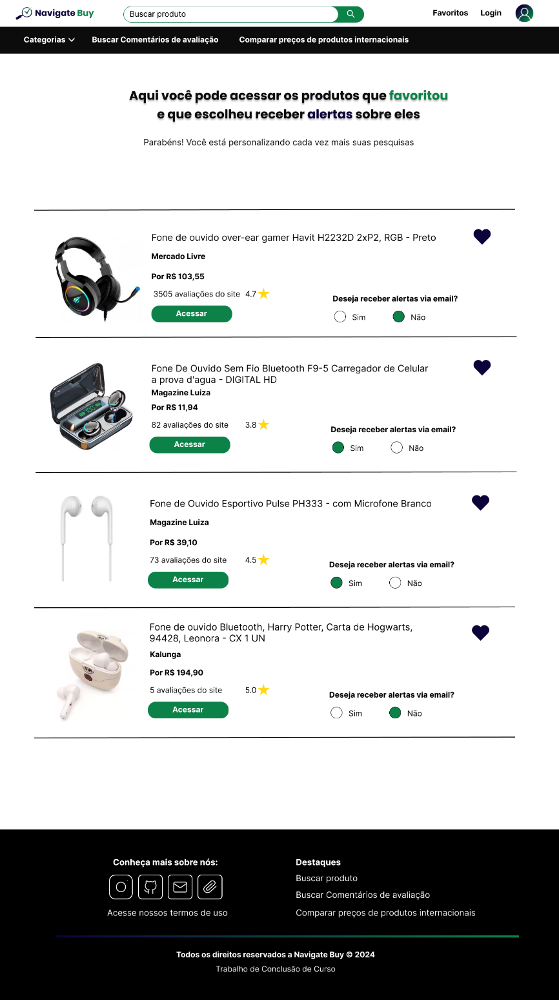 Navigate Buy
Buscar produto
Favoritos
Login
Categorias
Buscar Comentários de avaliação
Comparar preços de produtos internacionais
Aqui você pode acessar os produtos que favoritou
e que escolheu receber alertas sobre eles
Parabéns! Você está personalizando cada vez mais suas pesquisas
Fone de ouvido over-ear gamer Havit H2232D 2xP2, RGB - Preto
Mercado Livre
Por R$ 103,55
3505 avaliações do site 4.7
Acessar
Deseja receber alertas via email?
Sim Não
Fone De Ouvido Sem Fio Bluetooth F9-5 Carregador de Celular
a prova d'agua - DIGITAL HD
Magazine Luiza
Por R$ 11,94
82 avaliações do site 3.8
Acessar
Deseja receber alertas via email?
Sim Não
Fone de Ouvido Esportivo Pulse PH333 - com Microfone Branco
Magazine Luiza
Por R$ 39,10
73 avaliações do site 4.5
Acessar
Deseja receber alertas via email?
Sim Não
Fone de ouvido Bluetooth, Harry Potter, Carta de Hogwarts,
94428, Leonora - CX 1 UN
Kalunga
Por R$ 194,90
5 avaliações do site 5.0
Acessar
Deseja receber alertas via email?
Sim Não
Conheça mais sobre nós:
Acesse nossos termos de uso
Destaques
Buscar produto
Buscar Comentários de avaliação
Comparar preços de produtos internacionais
Todos os direitos reservados a Navigate Buy © 2024
Trabalho de Conclusão de Curso